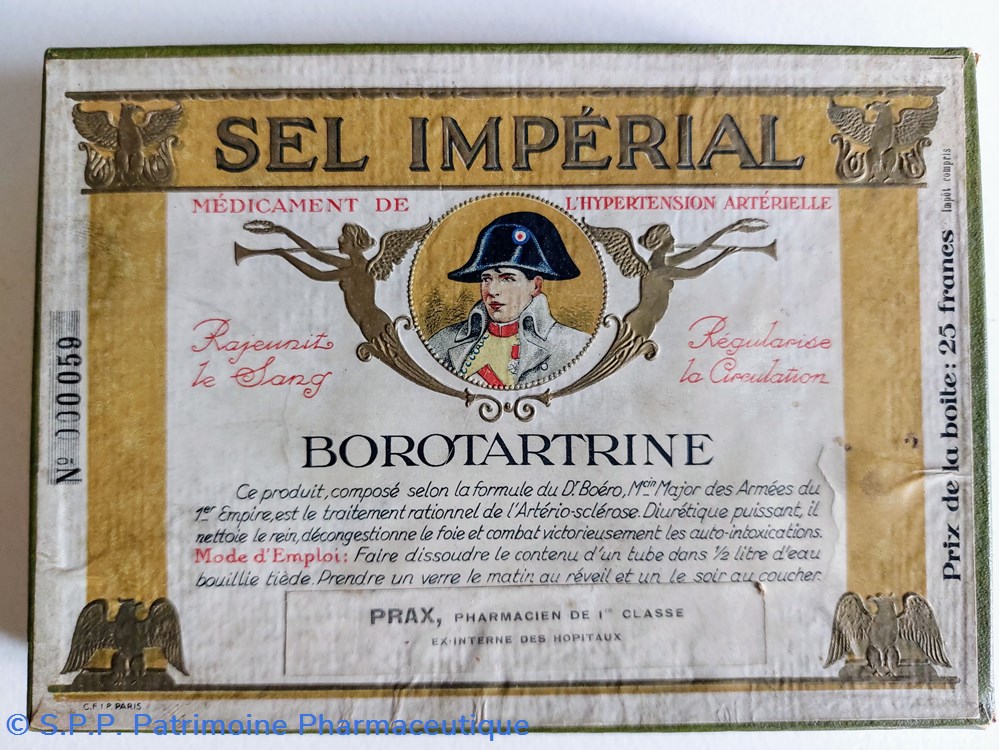 SEL IMPÉRIAL
MÉDICAMENT DE L'HYPERTENSION ARTÉRIELLE
Rajeunit
le Sang
Régularise
la Circulation
BOROTARTRINE
Ce produit, composé selon la formule du Dr Boéro, Mcin Major des Armées du
1er Empire, est le traitement rationnel de l'Artério-sclérose. Diurétique puissant, il
nettoie le rein, décongestionne le foie et combat victorieusement les auto-intoxications.
Mode d'Emploi: Faire dissoudre le contenu d'un tube dans ½ litre d'eau
bouillie tiède. Prendre un verre le matin au réveil et un le soir au coucher.
PRAX, PHARMACIEN DE 1re CLASSE
EX-INTERNE DES HOPITAUX
No 000059
Prix de la boite: 25 francs Impôt compris
C.F.I.P. PARIS
© S.P.P. Patrimoine Pharmaceutique